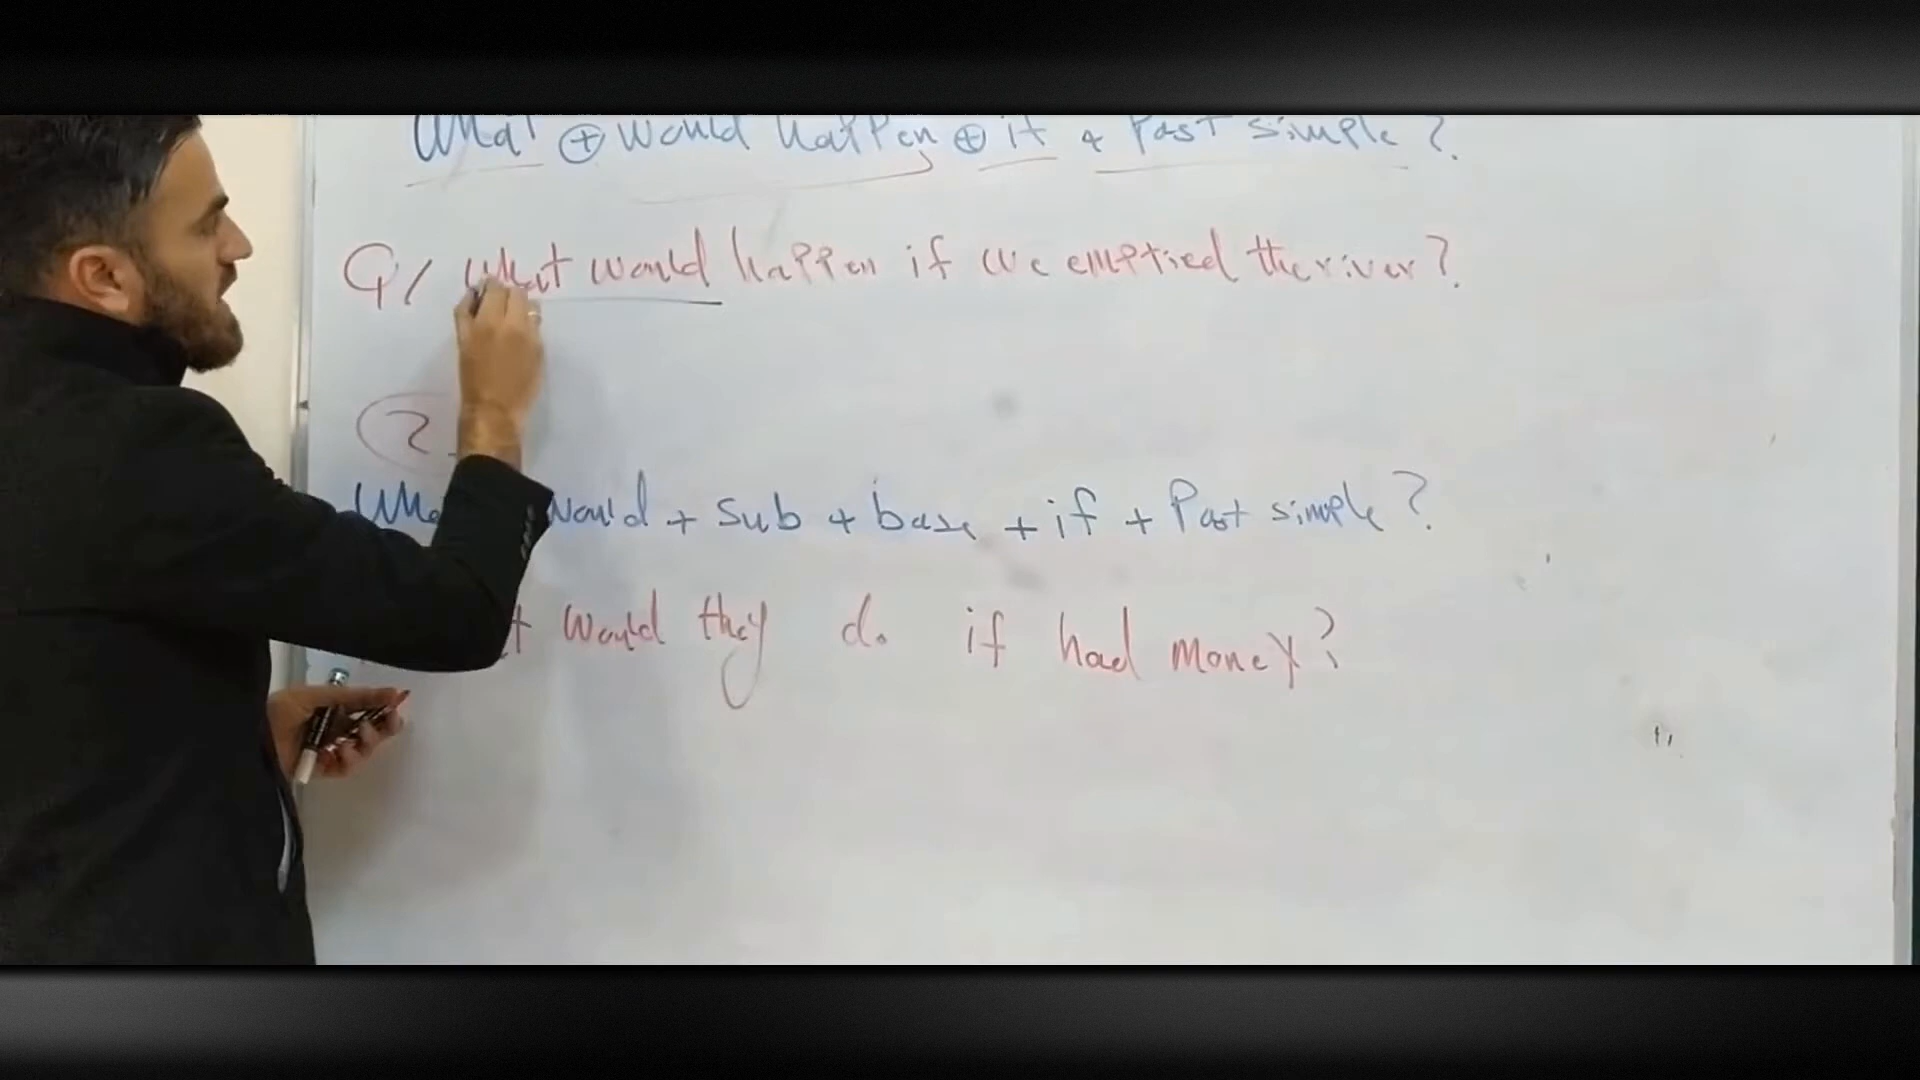 What + would happen + if + Past simple?
Q/ What would happen if we emptied the river?
2
would + sub + base + if + Past simple?
would they do if had money?